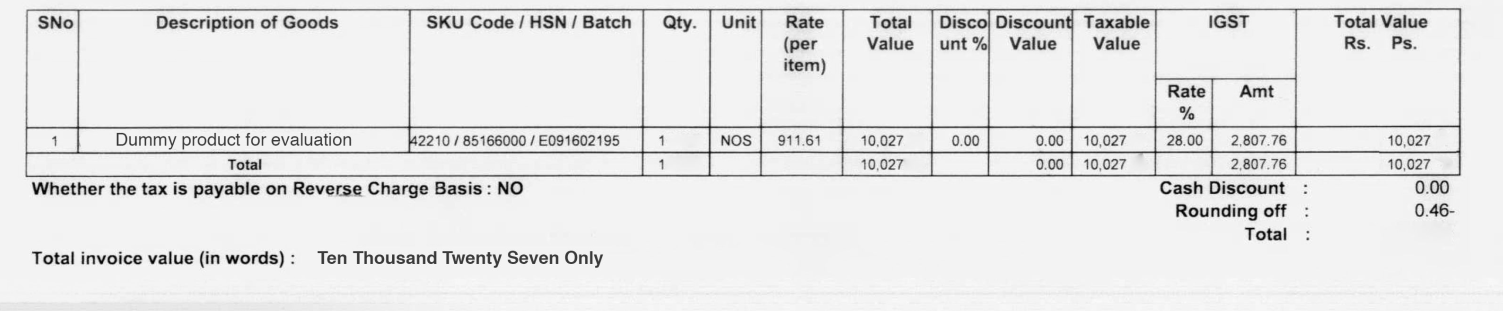 SNo Description of Goods SKU Code / HSN / Batch Qty. Unit Rate Total Disco Discount Taxable IGST Total Value
(per Value unt % Value Value Rs. Ps.
item)
Rate Amt
%
1 Dummy product for evaluation 42210 / 85166000 / E091602195 1 NOS 911.61 10,027 0.00 0.00 10,027 28.00 2,807.76 10,027
Total 1 10,027 0.00 10,027 2,807.76 10,027
Whether the tax is payable on Reverse Charge Basis : NO Cash Discount : 0.00
Rounding off : 0.46-
Total :
Total invoice value (in words) : Ten Thousand Twenty Seven Only